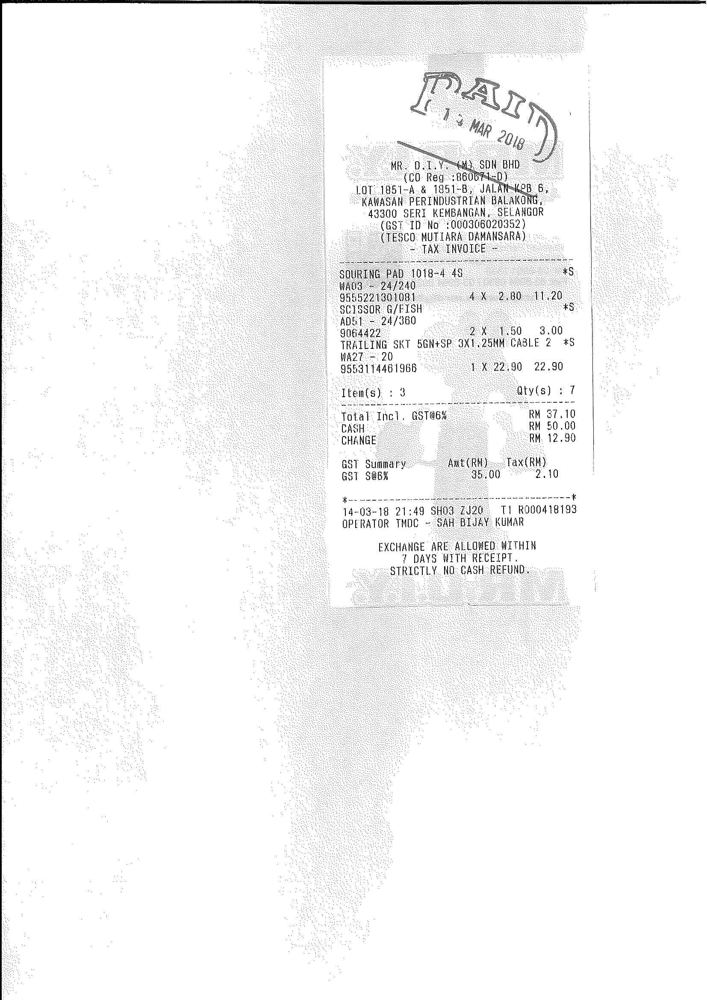 PAID
MAR 2018
MR. D.I.Y. (M) SDN BHD
(CO Reg :860671-D)
LOT 1851-A & 1851-B, JALAN KPB 6,
KAWASAN PERINDUSTRIAN BALAKONG,
43300 SERI KEMBANGAN, SELANGOR
(GST ID No :000306020352)
(TESCO MUTIARA DAMANSARA)
- TAX INVOICE -
SOURING PAD 1018-4 4S *S
WA03 - 24/240
9555221301081 4 X 2.80 11.20
SCISSOR G/FISH *S
AD51 - 24/360
9064422 2 X 1.50 3.00
TRAILING SKT 5GN+SP 3X1.25MM CABLE 2 *S
WA27 - 20
9553114461966 1 X 22.90 22.90
Item(s) : 3 Qty(s) : 7
Total Incl. GST@6% RM 37.10
CASH RM 50.00
CHANGE RM 12.90
GST Summary Amt(RM) Tax(RM)
GST S@6% 35.00 2.10
*--------------------------------------*
14-03-18 21:49 SH03 ZJ20 T1 R000418193
OPERATOR TMDC - SAH BIJAY KUMAR
EXCHANGE ARE ALLOWED WITHIN
7 DAYS WITH RECEIPT.
STRICTLY NO CASH REFUND.